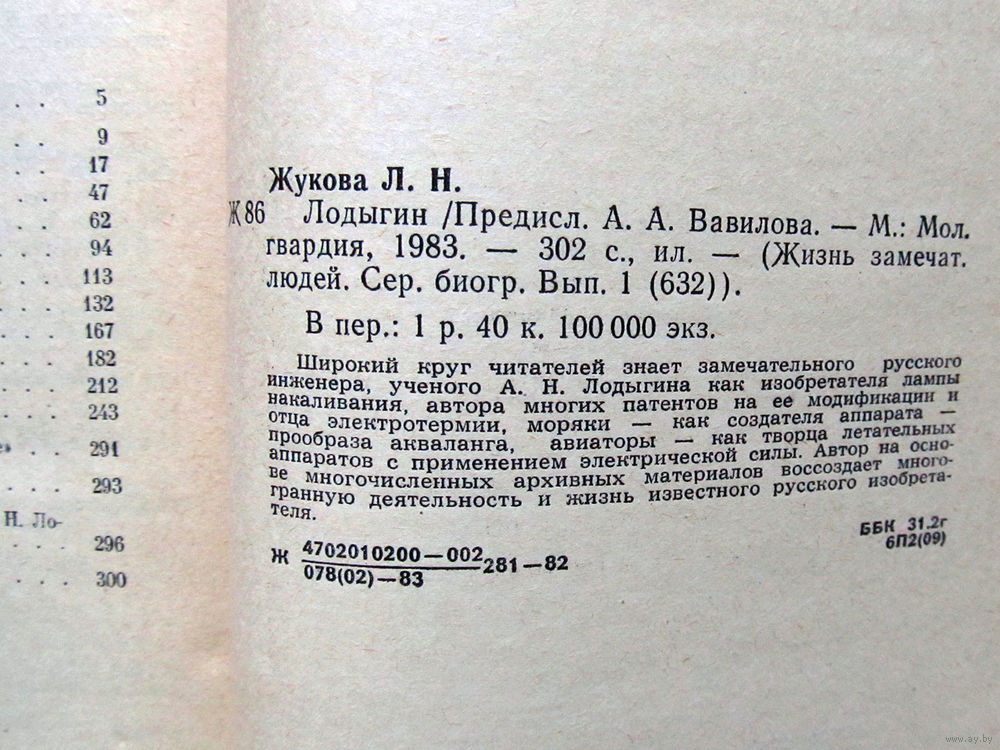 . . 5
. . 9
17
. . 47
. . 62
. . 94
. . 113
. . 132
. . . 167
. . . 182
. . . 212
. . . 243
» . . 291
. . . 293
Н. Ло-
. . . 296
. . . . 300
Жукова Л. Н.
Ж 86 Лодыгин /Предисл. А. А. Вавилова. — М.: Мол.
гвардия, 1983. — 302 с., ил. — (Жизнь замечат.
людей. Сер. биогр. Вып. 1 (632)).
В пер.: 1 р. 40 к. 100 000 экз.
Широкий круг читателей знает замечательного русского
инженера, ученого А. Н. Лодыгина как изобретателя лампы
накаливания, автора многих патентов на ее модификации и
отца электротермии, моряки — как создателя аппарата —
прообраза акваланга, авиаторы — как творца летательных
аппаратов с применением электрической силы. Автор на осно-
ве многочисленных архивных материалов воссоздает много-
гранную деятельность и жизнь известного русского изобрета-
теля.
Ж 4702010200—002 281—82
078(02)—83
ББК 31.2г
6П2(09)
www.ay.by